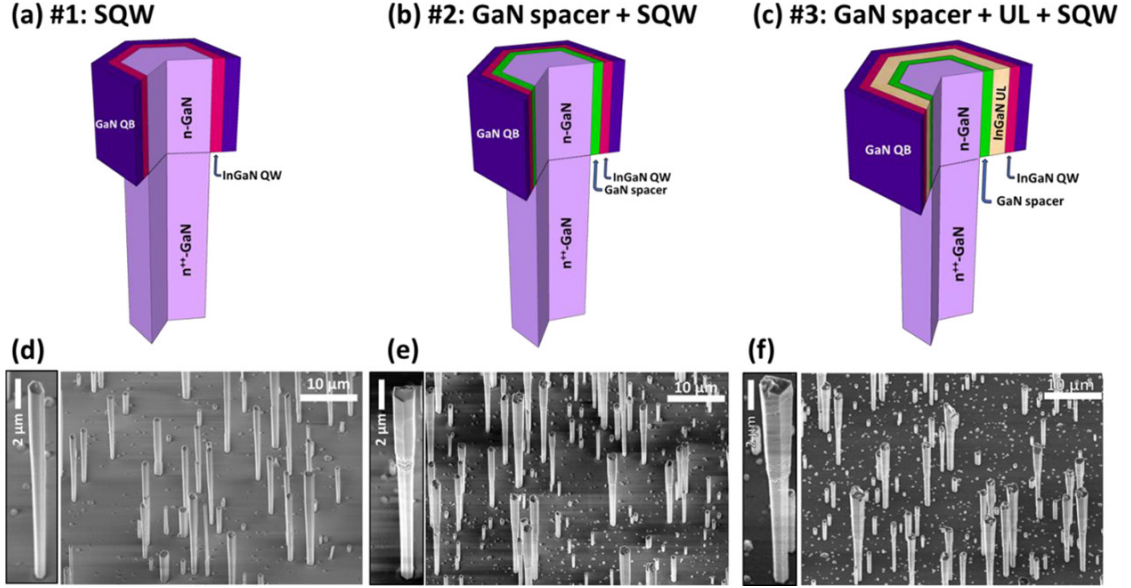 (a) #1: SQW
(b) #2: GaN spacer + SQW
(c) #3: GaN spacer + UL + SQW
GaN QB
n-GaN
InGaN QW
n++-GaN
GaN QB
n-GaN
InGaN QW
GaN spacer
n++-GaN
GaN QB
n-GaN
InGaN UL
InGaN QW
GaN spacer
n++-GaN
(d)
2 µm
10 µm
(e)
2 µm
10 µm
(f)
2 µm
10 µm